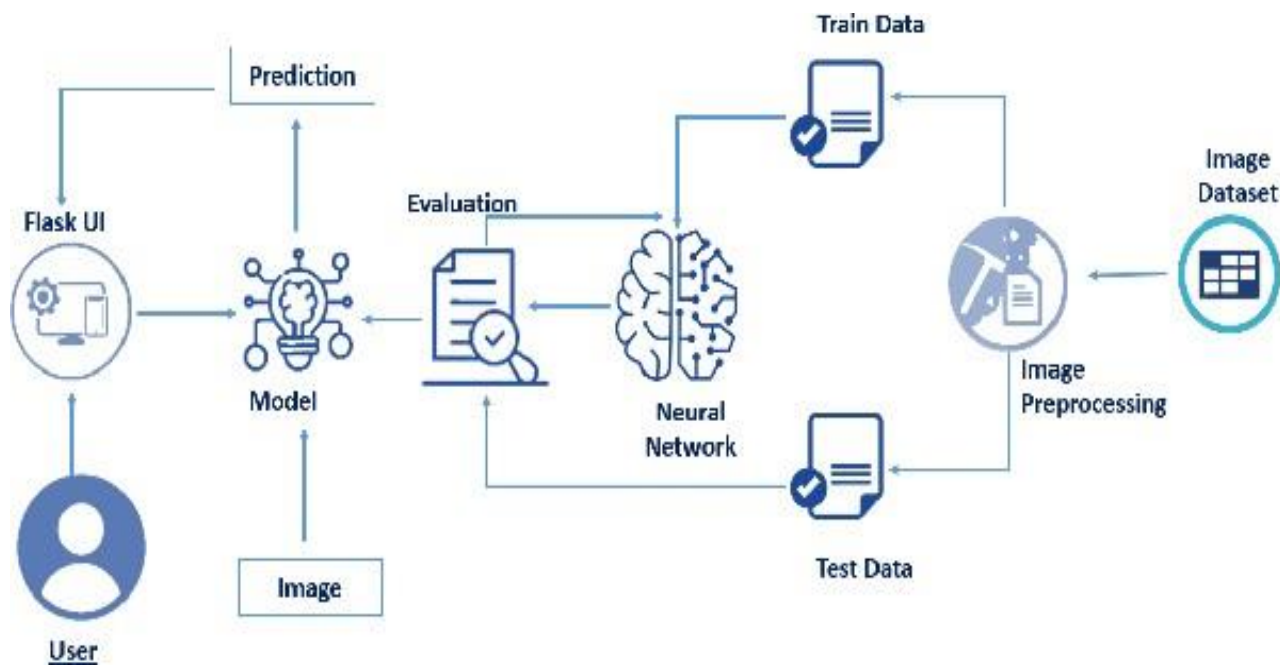 Train Data
Prediction
Image
Dataset
Evaluation
Flask UI
Image
Preprocessing
Model
Neural
Network
Test Data
Image
User